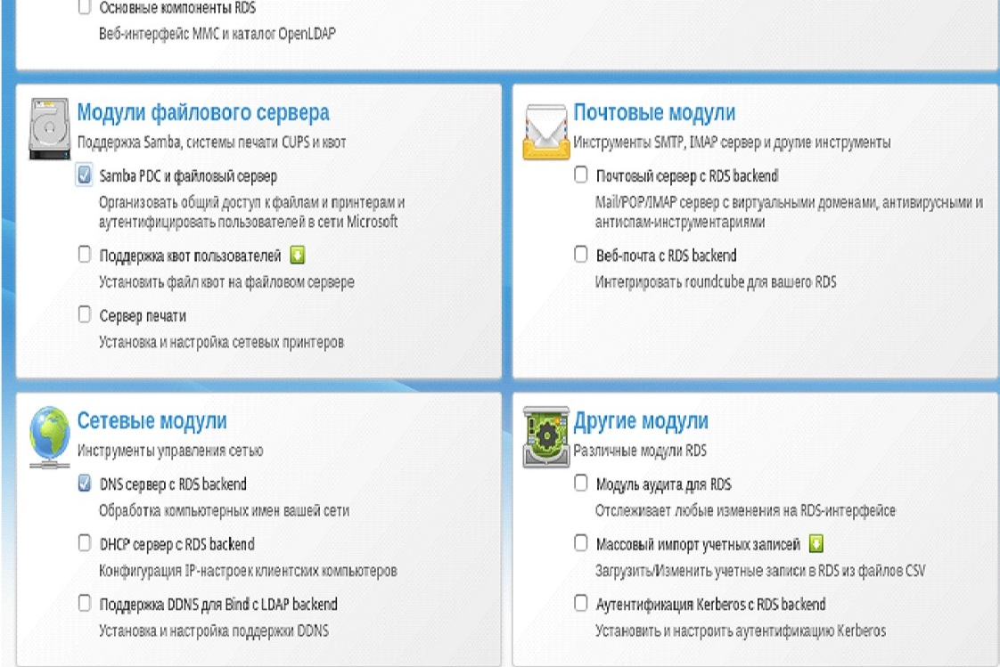 Основные компоненты RDS
Веб-интерфейс MMC и каталог OpenLDAP
Модули файлового сервера
Поддержка Samba, системы печати CUPS и квот
Samba PDC и файловый сервер
Организовать общий доступ к файлам и принтерам и
аутентифицировать пользователей в сети Microsoft
Поддержка квот пользователей
Установить файл квот на файловом сервере
Сервер печати
Установка и настройка сетевых принтеров
Почтовые модули
Инструменты SMTP, IMAP сервер и другие инструменты
Почтовый сервер с RDS backend
Mail/POP/IMAP сервер с виртуальными доменами, антивирусными и
антиспам-инструментариями
Веб-почта с RDS backend
Интегрировать roundcube для вашего RDS
Сетевые модули
Инструменты управления сетью
DNS сервер с RDS backend
Обработка компьютерных имен вашей сети
DHCP сервер с RDS backend
Конфигурация IP-настроек клиентских компьютеров
Поддержка DDNS для Bind с LDAP backend
Установка и настройка поддержки DDNS
Другие модули
Различные модули RDS
Модуль аудита для RDS
Отслеживает любые изменения на RDS-интерфейсе
Массовый импорт учетных записей
Загрузить/Изменить учетные записи в RDS из файлов CSV
Аутентификация Kerberos с RDS backend
Установить и настроить аутентификацию Kerberos